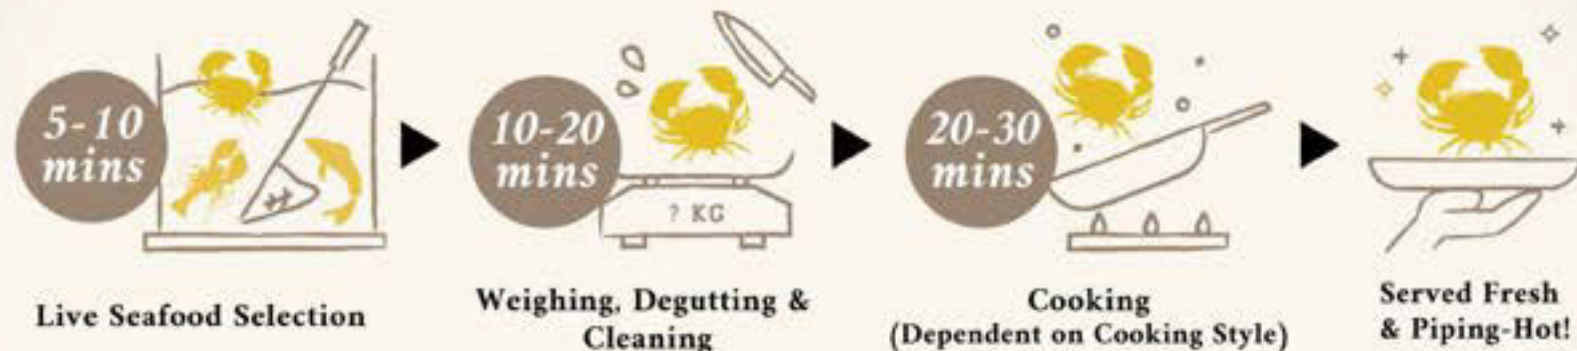 5-10
mins
Live Seafood Selection
10-20
mins
? KG
Weighing, Degutting &
Cleaning
20-30
mins
Cooking
(Dependent on Cooking Style)
Served Fresh
& Piping-Hot!